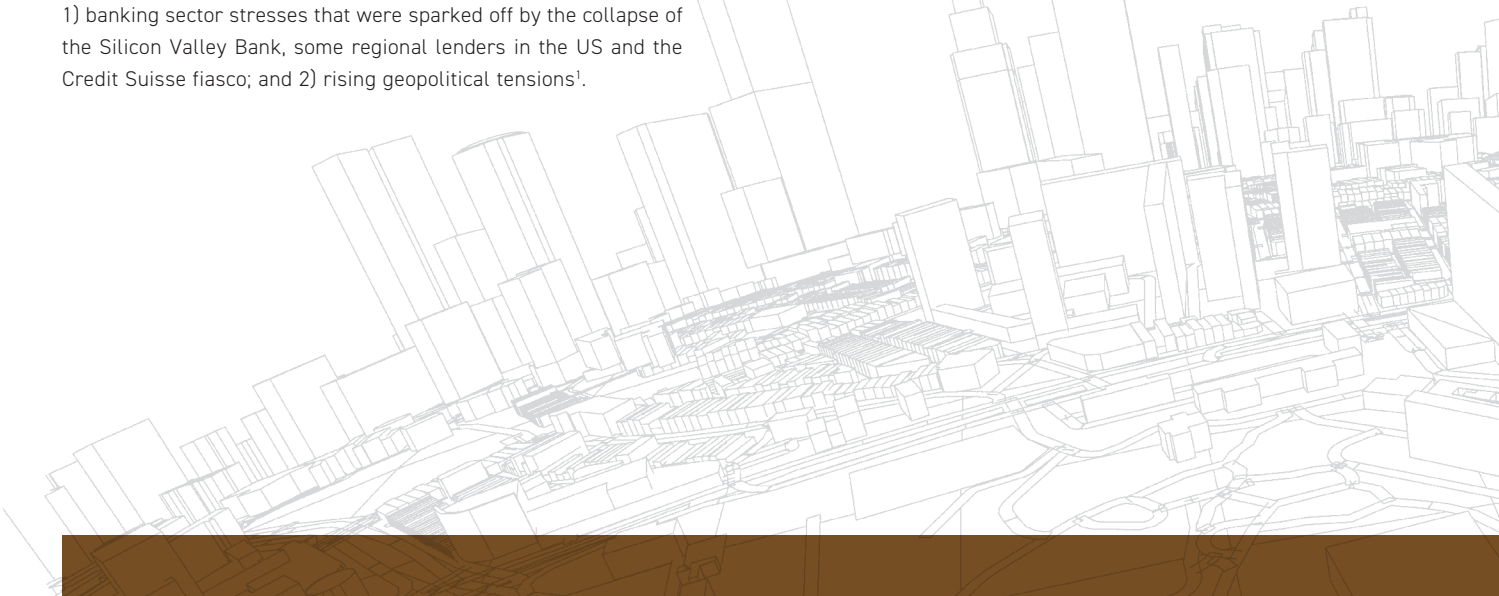 1) banking sector stresses that were sparked off by the collapse of
the Silicon Valley Bank, some regional lenders in the US and the
Credit Suisse fiasco; and 2) rising geopolitical tensions¹.